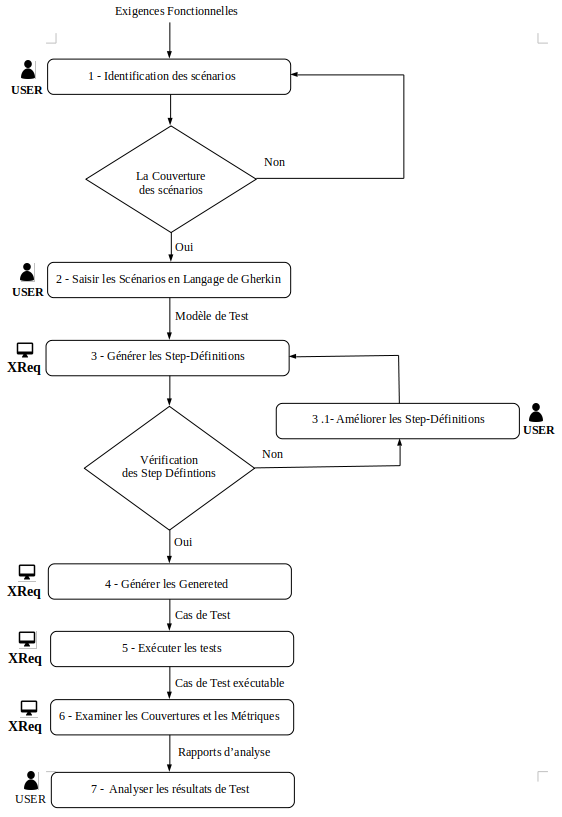 Exigences Fonctionnelles
1 - Identification des scénarios
USER
Non
La Couverture
des scénarios
Oui
2 - Saisir les Scénarios en Langage de Gherkin
USER
Modèle de Test
3 - Générer les Step-Définitions
XReq
3 .1- Améliorer les Step-Définitions
USER
Non
Vérification
des Step Défintions
Oui
4 - Générer les Genereted
XReq
Cas de Test
5 - Exécuter les tests
XReq
Cas de Test exécutable
6 - Examiner les Couvertures et les Métriques
XReq
Rapports d’analyse
7 - Analyser les résultats de Test
USER